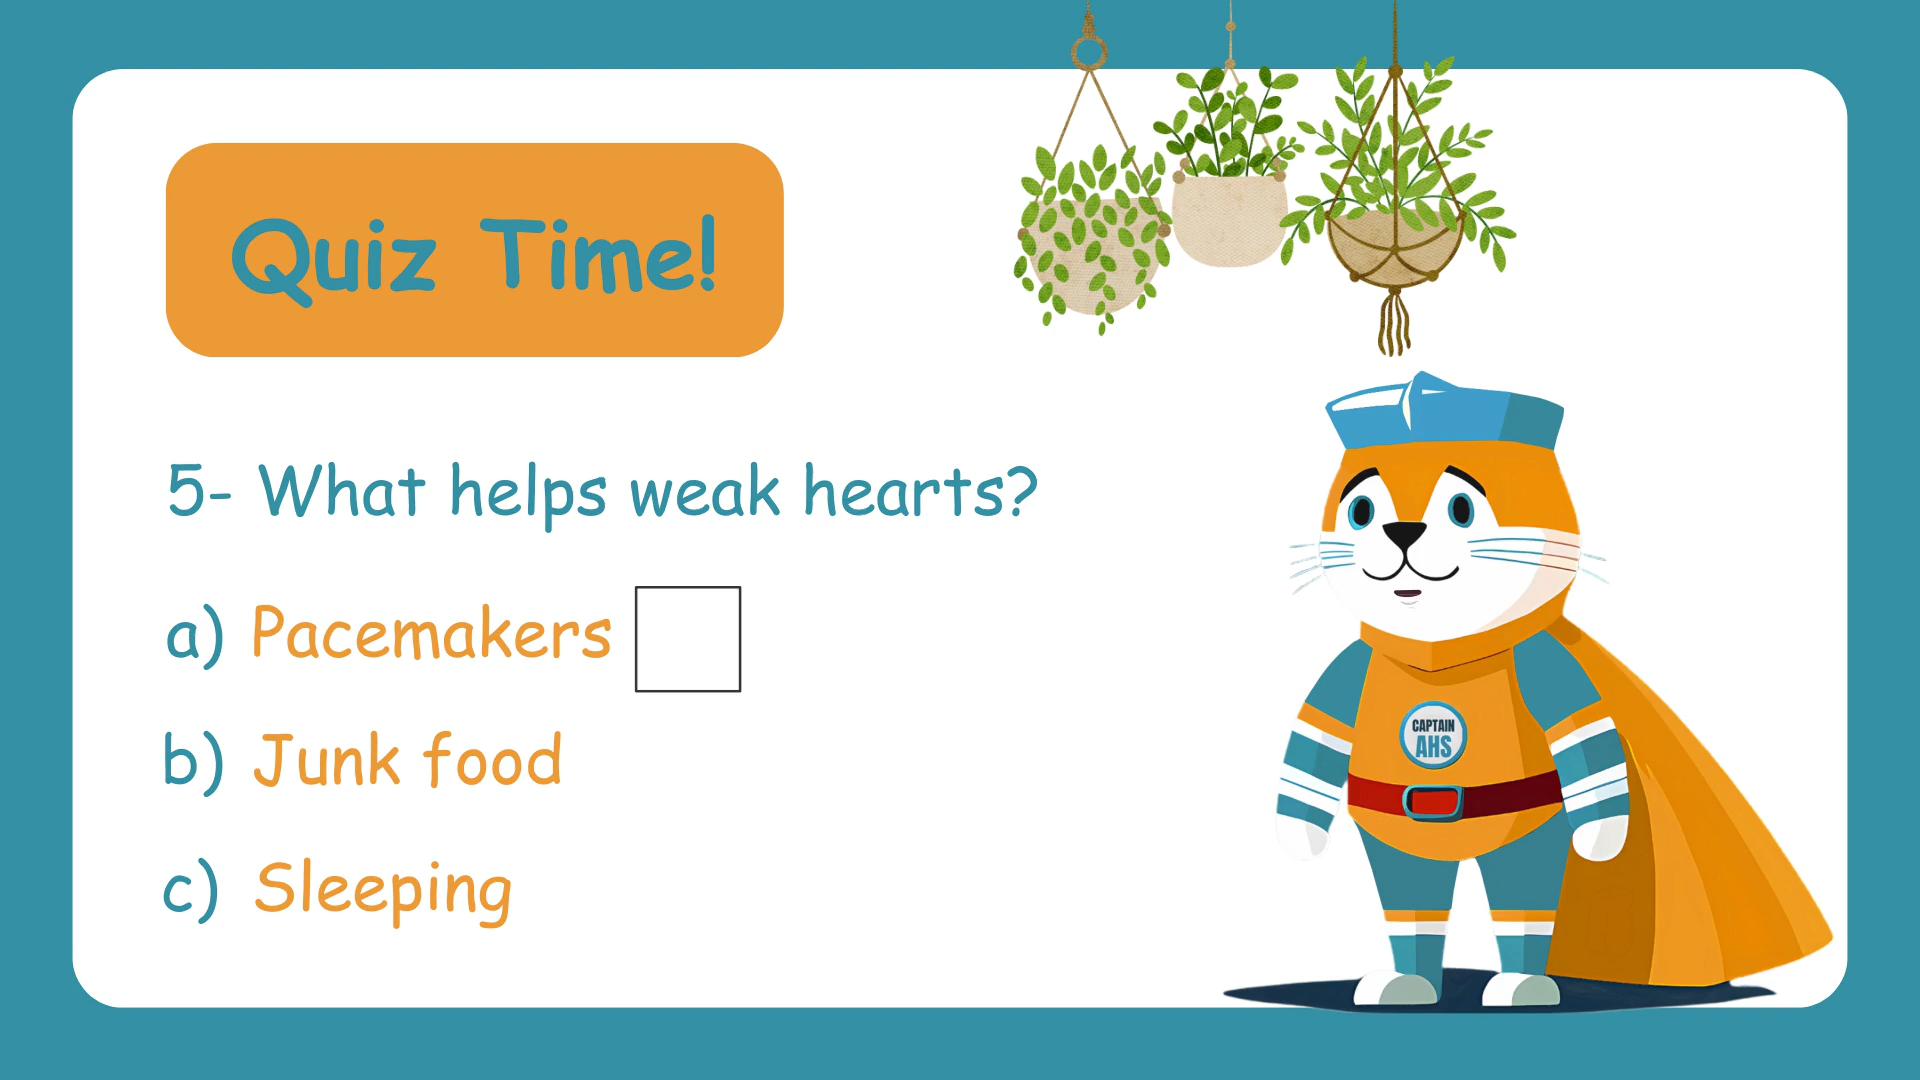 Quiz Time!
5- What helps weak hearts?
a) Pacemakers
b) Junk food
c) Sleeping
CAPTAIN
AHS